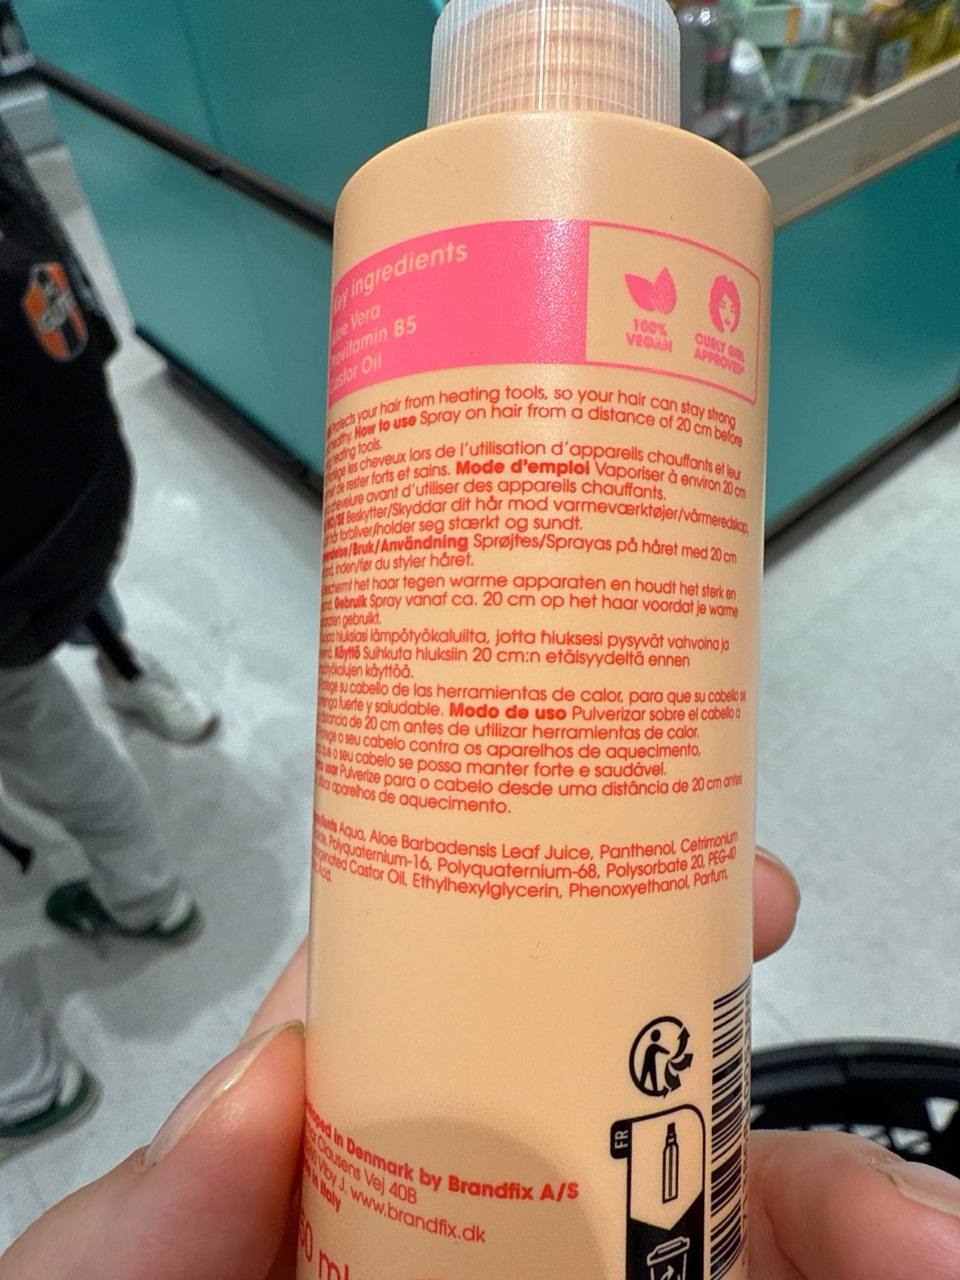 ingredients
Vera
B5
Oil
100%
VEGAN
CURLY GIRL
APPROVED*
your hair from heating tools, so your hair can stay strong
How to use Spray on hair from a distance of 20 cm before
heating tools.
les cheveux lors de l'utilisation d'appareils chauffants et leur
de rester forts et sains. Mode d'emploi Vaporiser à environ 20 cm
chevelure avant d'utiliser des appareils chauffants.
Beskytter/Skyddar dit hår mod varmeværktøjer/värmeredskap,
hår forbliver/holder seg stærkt og sundt.
/Bruk/Användning Sprøjtes/Sprayas på håret med 20 cm
inden/før du styler håret.
het haar tegen warme apparaten en houdt het sterk en
Gebruik Spray vanaf ca. 20 cm op het haar voordat je warme
gebruikt.
hiuksiasi lämpötyökaluilta, jotta hiuksesi pysyvät vahvoina ja
Käyttö Suihkuta hiuksiin 20 cm:n etäisyydeltä ennen
käyttöä.
su cabello de las herramientas de calor, para que su cabello se
fuerte y saludable. Modo de uso Pulverizar sobre el cabello a
distancia de 20 cm antes de utilizar herramientas de calor.
o seu cabelo contra os aparelhos de aquecimento,
que o seu cabelo se possa manter forte e saudável.
usar Pulverize para o cabelo desde uma distância de 20 cm antes
aparelhos de aquecimento.
Aqua, Aloe Barbadensis Leaf Juice, Panthenol, Cetrimonium
Polyquaternium-16, Polyquaternium-68, Polysorbate 20, PEG-40
Castor Oil, Ethylhexylglycerin, Phenoxyethanol, Parfum,
Acid.
in Denmark by Brandfix A/S
Clausens Vej 40B
Viby J. www.brandfix.dk
in Italy
FR
ml